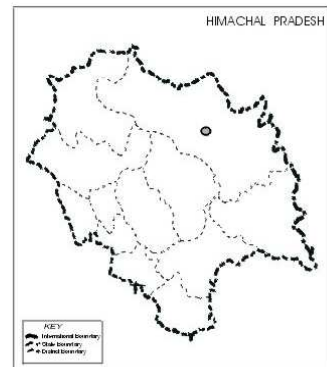 HIMACHAL PRADESH
KEY
International boundary
State boundary
District boundary